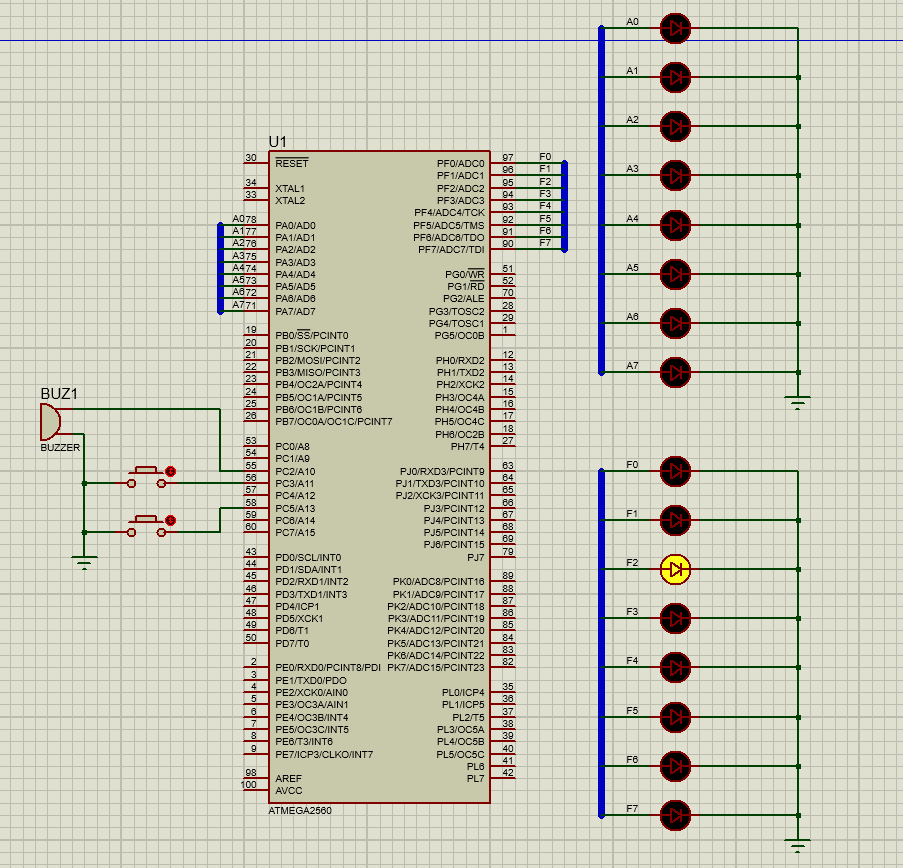 A0
A1
A2
A3
A4
A5
A6
A7
U1
30 RESET
34 XTAL1
33 XTAL2
A0 78 PA0/AD0
A1 77 PA1/AD1
A2 76 PA2/AD2
A3 75 PA3/AD3
A4 74 PA4/AD4
A5 73 PA5/AD5
A6 72 PA6/AD6
A7 71 PA7/AD7
19 PB0/SS/PCINT0
20 PB1/SCK/PCINT1
21 PB2/MOSI/PCINT2
22 PB3/MISO/PCINT3
23 PB4/OC2A/PCINT4
24 PB5/OC1A/PCINT5
25 PB6/OC1B/PCINT6
26 PB7/OC0A/OC1C/PCINT7
53 PC0/A8
54 PC1/A9
55 PC2/A10
56 PC3/A11
57 PC4/A12
58 PC5/A13
59 PC6/A14
60 PC7/A15
43 PD0/SCL/INT0
44 PD1/SDA/INT1
45 PD2/RXD1/INT2
46 PD3/TXD1/INT3
47 PD4/ICP1
48 PD5/XCK1
49 PD6/T1
50 PD7/T0
2 PE0/RXD0/PCINT8/PDI
3 PE1/TXD0/PDO
4 PE2/XCK0/AIN0
5 PE3/OC3A/AIN1
6 PE4/OC3B/INT4
7 PE5/OC3C/INT5
8 PE6/T3/INT6
9 PE7/ICP3/CLKO/INT7
98 AREF
100 AVCC
PF0/ADC0 97 F0
PF1/ADC1 96 F1
PF2/ADC2 95 F2
PF3/ADC3 94 F3
PF4/ADC4/TCK 93 F4
PF5/ADC5/TMS 92 F5
PF6/ADC6/TDO 91 F6
PF7/ADC7/TDI 90 F7
PG0/WR 51
PG1/RD 52
PG2/ALE 70
PG3/TOSC2 28
PG4/TOSC1 29
PG5/OC0B 1
PH0/RXD2 12
PH1/TXD2 13
PH2/XCK2 14
PH3/OC4A 15
PH4/OC4B 16
PH5/OC4C 17
PH6/OC2B 18
PH7/T4 27
PJ0/RXD3/PCINT9 63
PJ1/TXD3/PCINT10 64
PJ2/XCK3/PCINT11 65
PJ3/PCINT12 66
PJ4/PCINT13 67
PJ5/PCINT14 68
PJ6/PCINT15 69
PJ7 79
PK0/ADC8/PCINT16 89
PK1/ADC9/PCINT17 88
PK2/ADC10/PCINT18 87
PK3/ADC11/PCINT19 86
PK4/ADC12/PCINT20 85
PK5/ADC13/PCINT21 84
PK6/ADC14/PCINT22 83
PK7/ADC15/PCINT23 82
PL0/ICP4 35
PL1/ICP5 36
PL2/T5 37
PL3/OC5A 38
PL4/OC5B 39
PL5/OC5C 40
PL6 41
PL7 42
ATMEGA2560
BUZ1
BUZZER
F0
F1
F2
F3
F4
F5
F6
F7